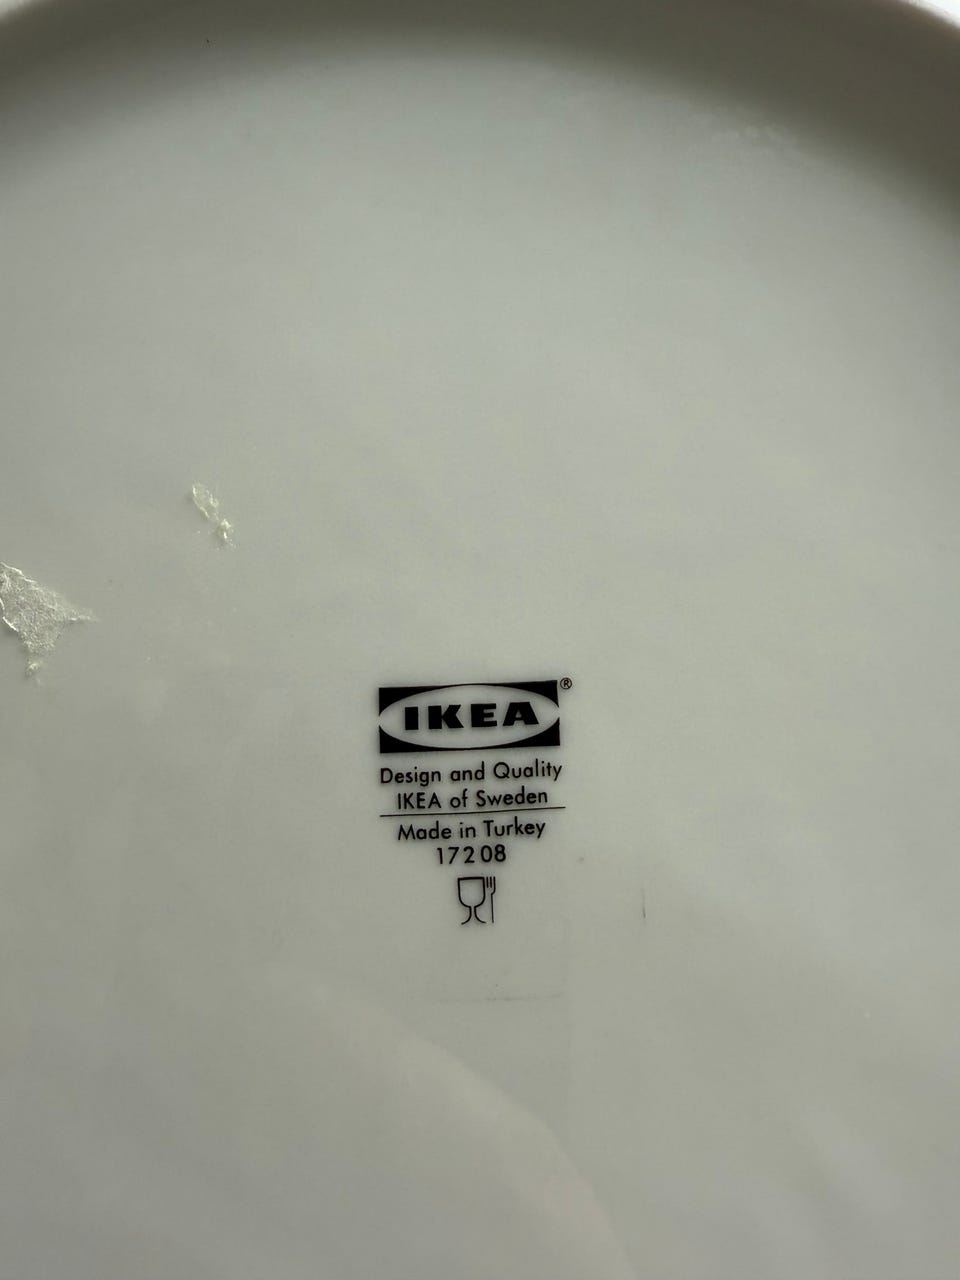 IKEA®
Design and Quality
IKEA of Sweden
Made in Turkey
17208